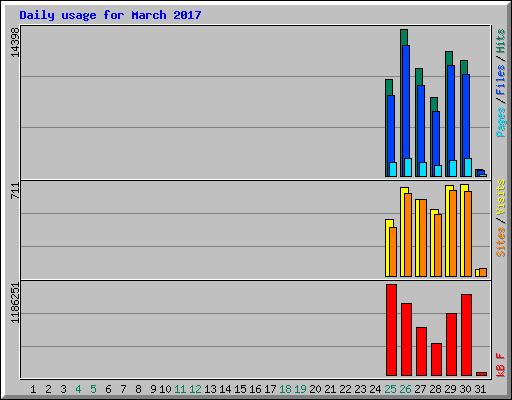 Daily usage for March 2017
14398
Pages/Files/Hits
711
Sites/Visits
1186251
kB F
1 2 3 4 5 6 7 8 9 10 11 12 13 14 15 16 17 18 19 20 21 22 23 24 25 26 27 28 29 30 31